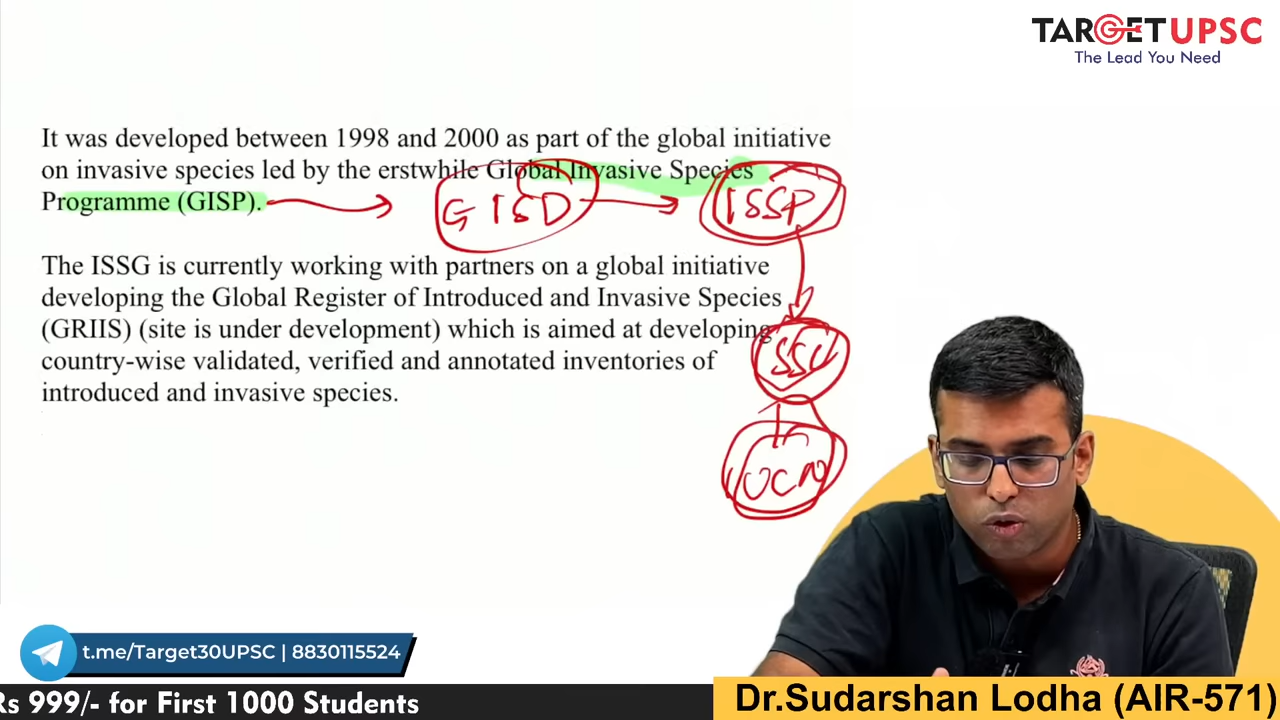 TARGETUPSC
The Lead You Need
It was developed between 1998 and 2000 as part of the global initiative
on invasive species led by the erstwhile Global Invasive Species
Programme (GISP).
GISD
ISSP
The ISSG is currently working with partners on a global initiative
developing the Global Register of Introduced and Invasive Species
(GRIIS) (site is under development) which is aimed at developing
country-wise validated, verified and annotated inventories of
introduced and invasive species.
t.me/Target30UPSC | 8830115524
Rs 999/- for First 1000 Students
Dr.Sudarshan Lodha (AIR-571)